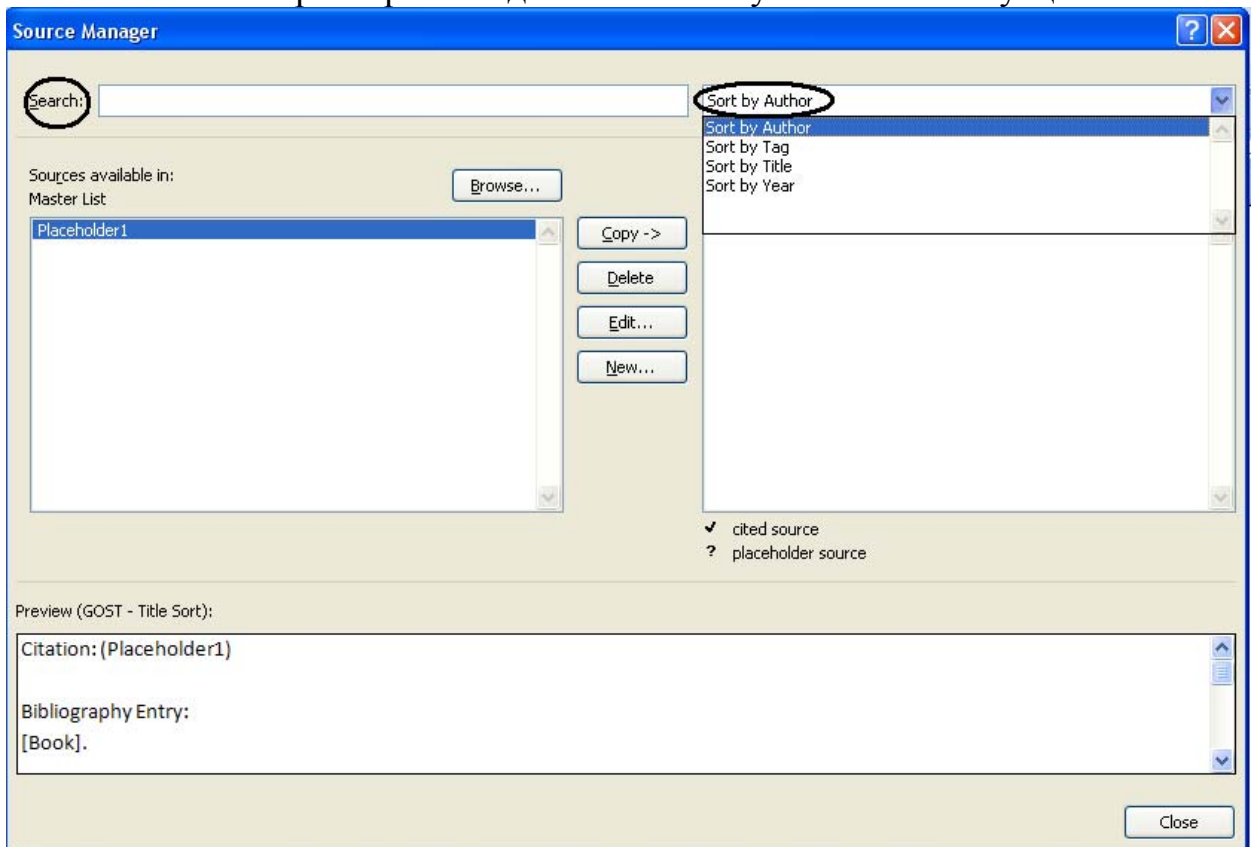 Source Manager
Search:
Sort by Author
Sort by Author
Sort by Tag
Sort by Title
Sort by Year
Sources available in:
Master List
Browse...
Placeholder1
Copy ->
Delete
Edit...
New...
✔ cited source
? placeholder source
Preview (GOST - Title Sort):
Citation: (Placeholder1)
Bibliography Entry:
[Book].
Close